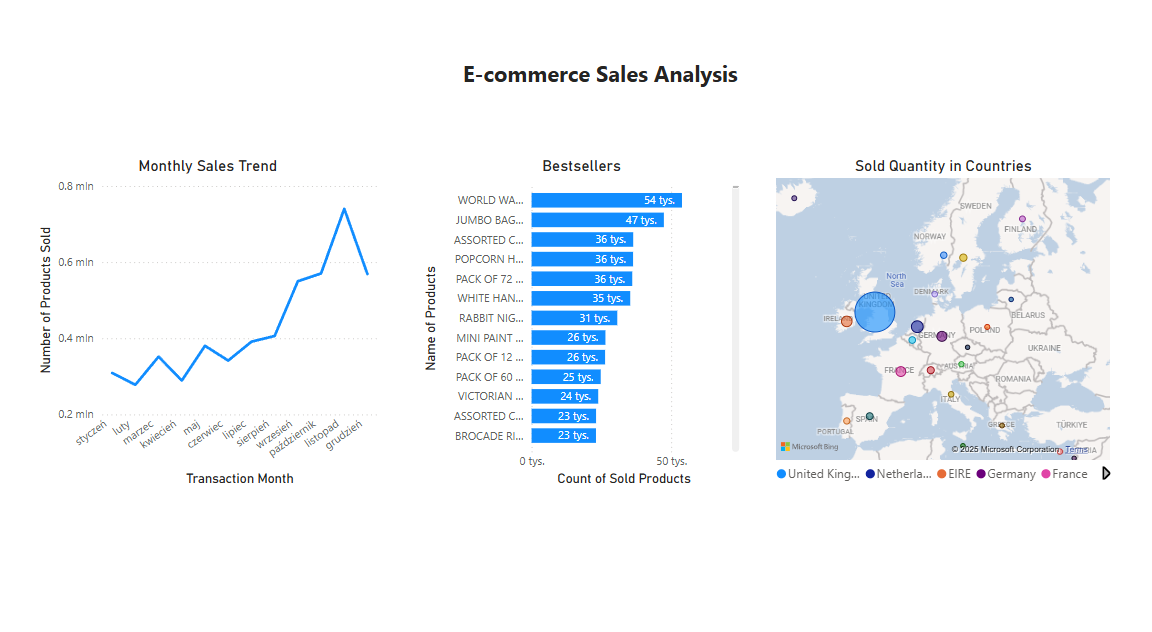 E-commerce Sales Analysis
Monthly Sales Trend
Number of Products Sold
0.8 mln
0.6 mln
0.4 mln
0.2 mln
styczeń
luty
marzec
kwiecień
maj
czerwiec
lipiec
sierpień
wrzesień
październik
listopad
grudzień
Transaction Month
Bestsellers
Name of Products
WORLD WA... 54 tys.
JUMBO BAG... 47 tys.
ASSORTED C... 36 tys.
POPCORN H... 36 tys.
PACK OF 72 ... 36 tys.
WHITE HAN... 35 tys.
RABBIT NIG... 31 tys.
MINI PAINT ... 26 tys.
PACK OF 12 ... 26 tys.
PACK OF 60 ... 25 tys.
VICTORIAN ... 24 tys.
ASSORTED C... 23 tys.
BROCADE RI... 23 tys.
0 tys. 50 tys.
Count of Sold Products
Sold Quantity in Countries
SWEDEN
FINLAND
NORWAY
North
Sea
DENMARK
UNITED
KINGDOM
IRELAND
BELARUS
GERMANY
POLAND
UKRAINE
FRANCE
AUSTRIA
ROMANIA
ITALY
SPAIN
PORTUGAL
GREECE
TÜRKIYE
Microsoft Bing
© 2025 Microsoft Corporation Terms
United King... Netherla... EIRE Germany France